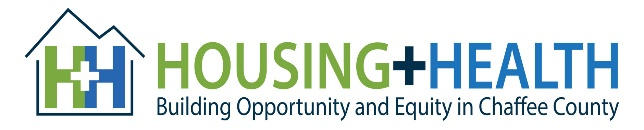 H+H HOUSING+HEALTH
Building Opportunity and Equity in Chaffee County